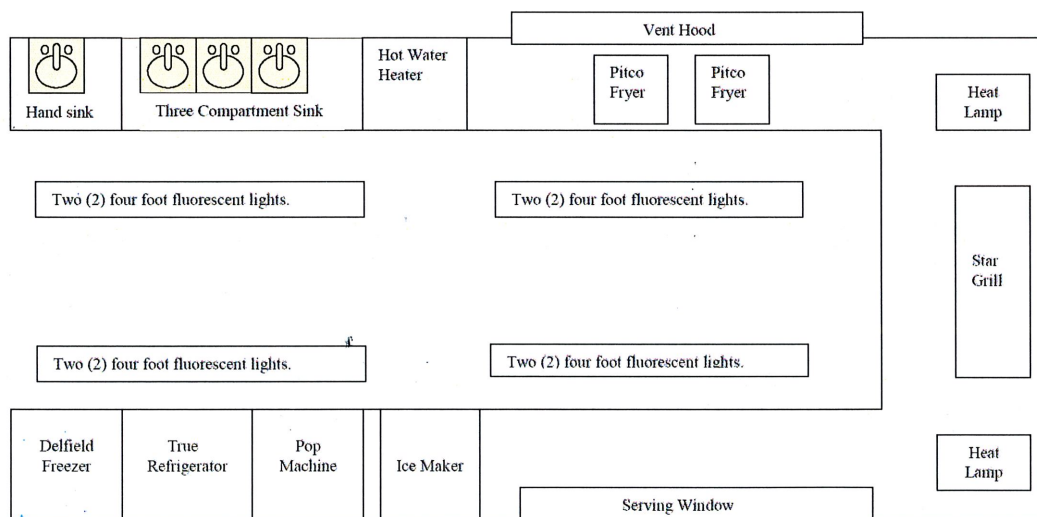 Vent Hood
Hot Water
Heater
Pitco
Fryer
Pitco
Fryer
Heat
Lamp
Hand sink
Three Compartment Sink
Two (2) four foot fluorescent lights.
Two (2) four foot fluorescent lights.
Star
Grill
Two (2) four foot fluorescent lights.
Two (2) four foot fluorescent lights.
Delfield
Freezer
True
Refrigerator
Pop
Machine
Ice Maker
Heat
Lamp
Serving Window